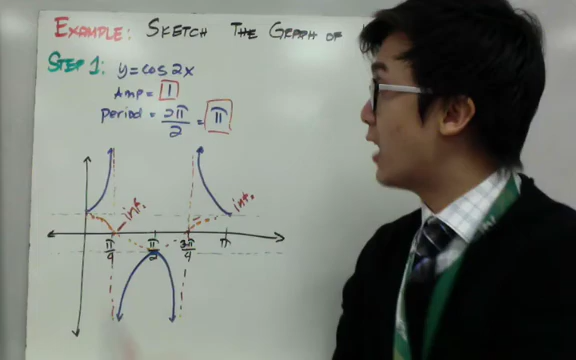 EXAMPLE: SKETCH THE GRAPH OF
STEP 1: y=cos 2x
Amp = 1
Period = 2π/2 = π
int.
int.
π/4 π/2 3π/4 π